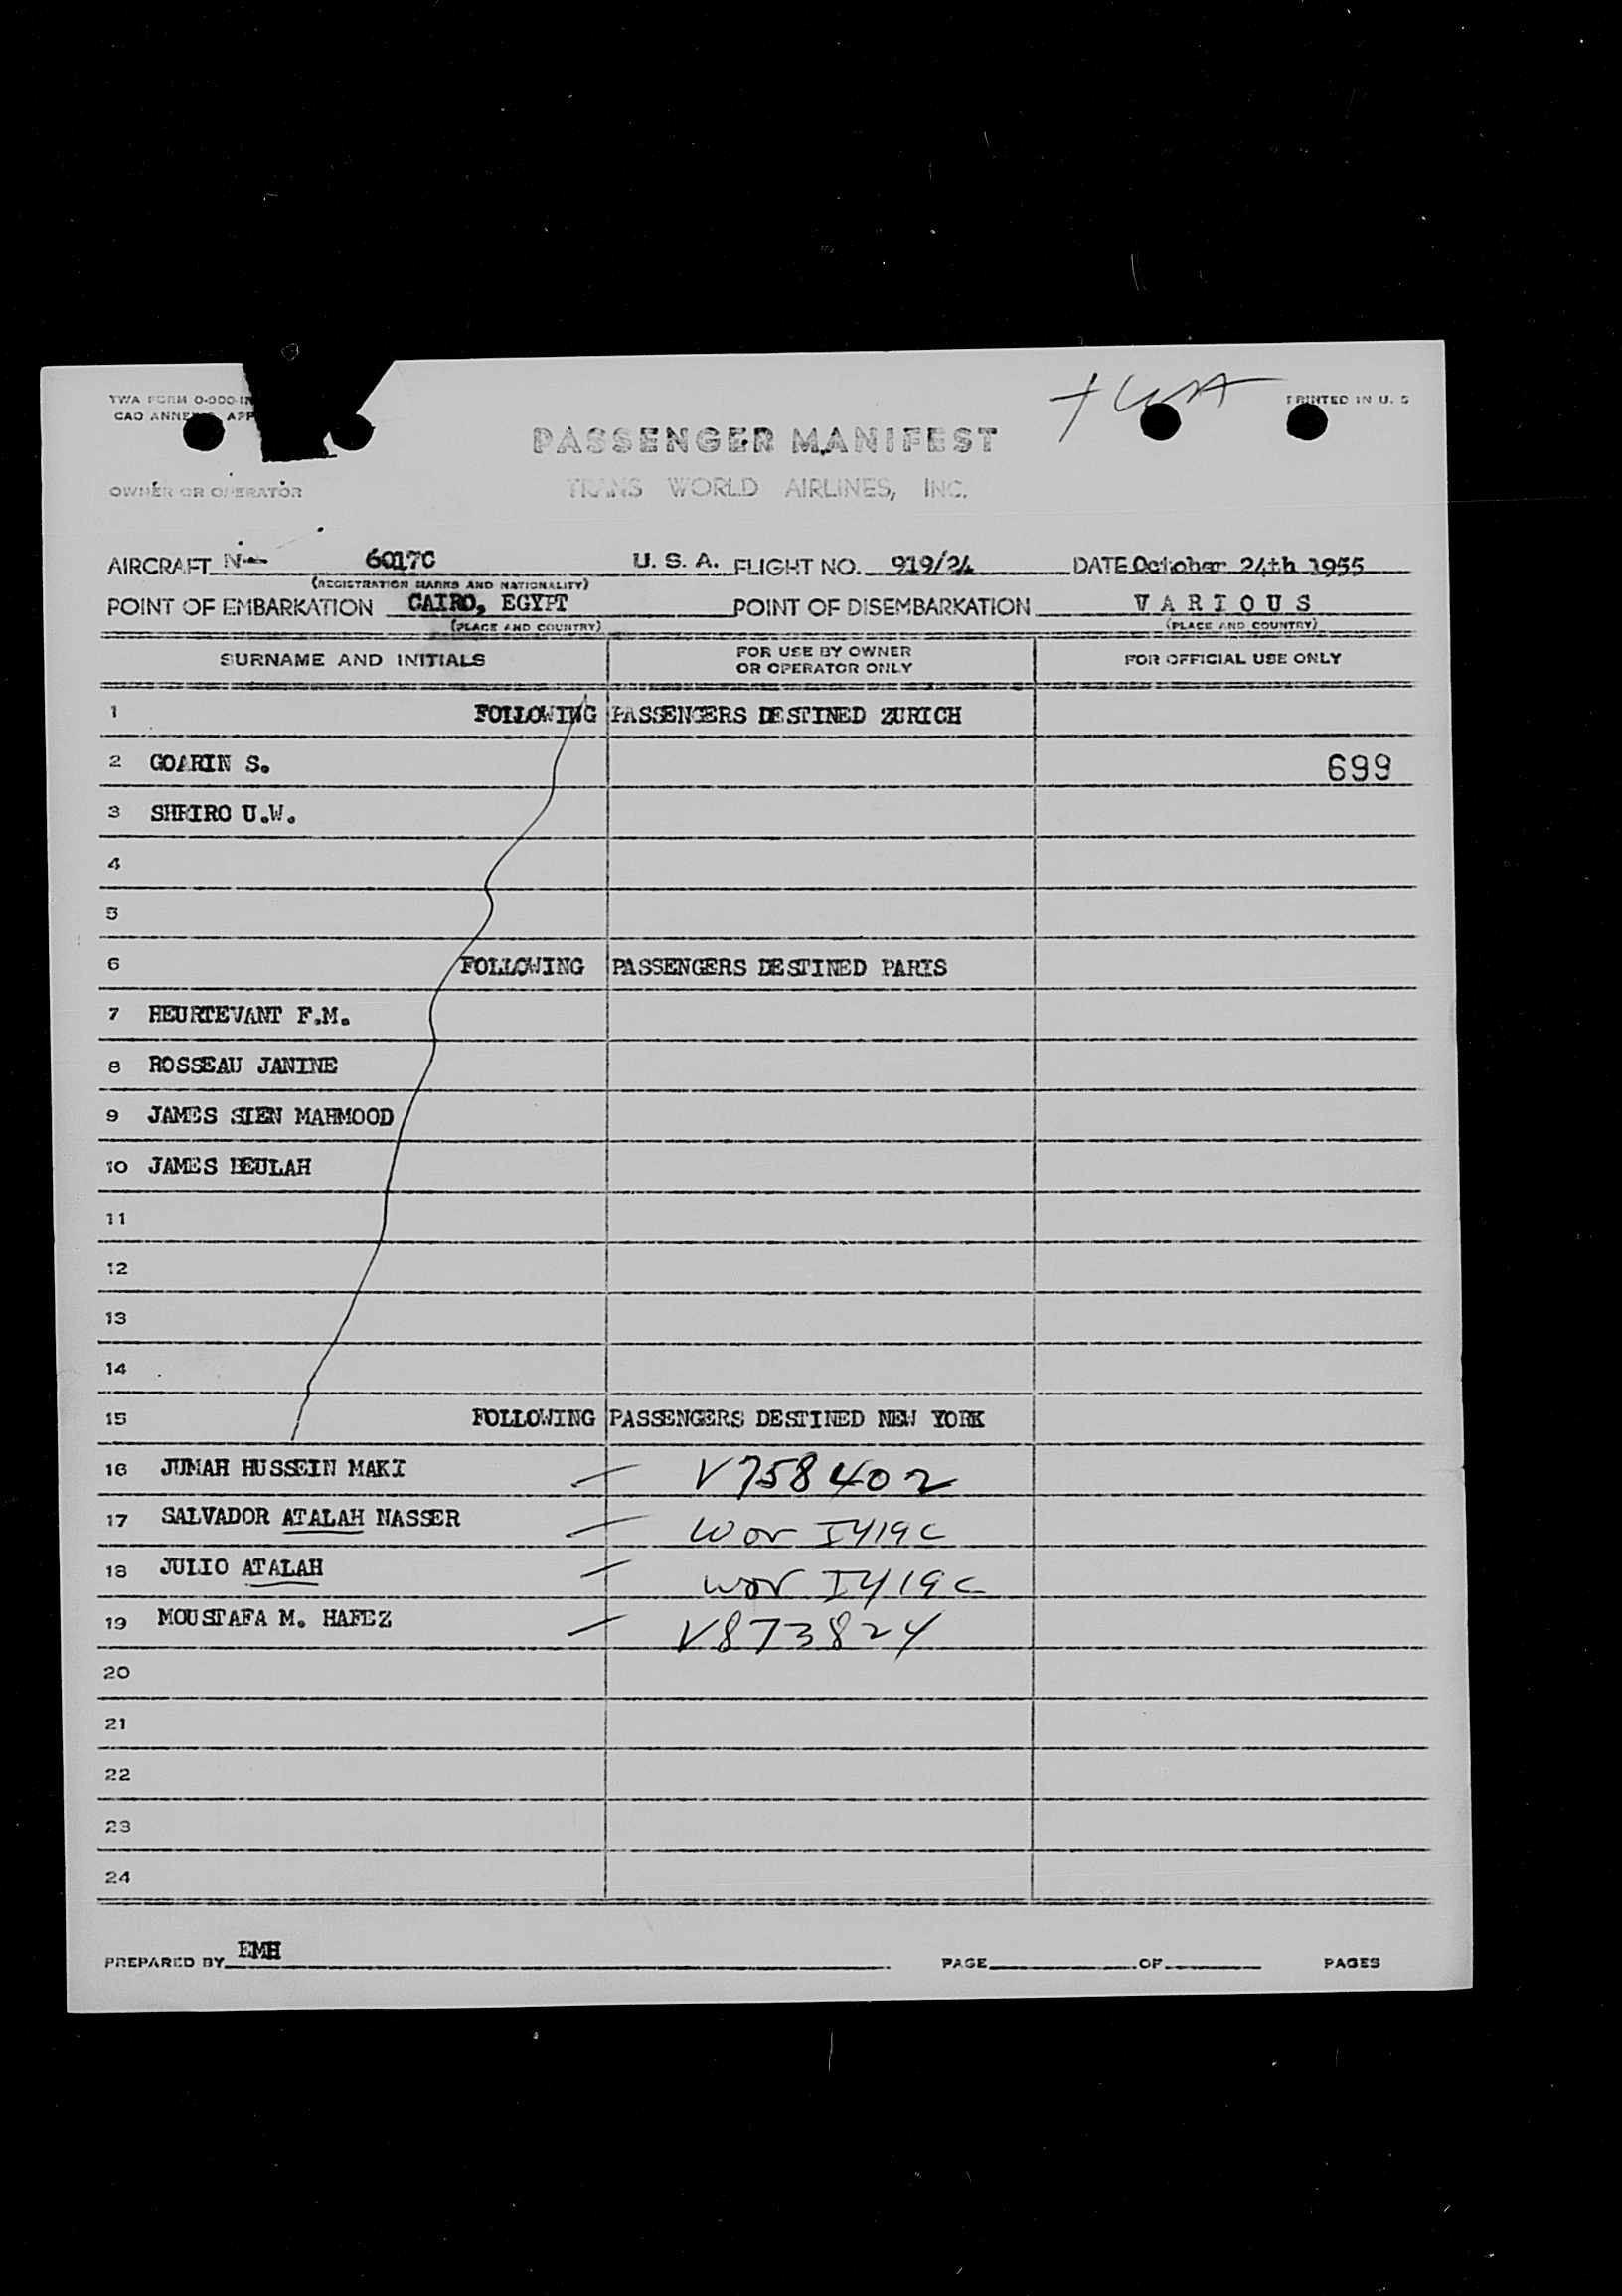 TWA FORM O-000-
PRINTED IN U. S
CAO ANNEX
TWA
PASSENGER MANIFEST
OWNER OR OPERATOR TRANS WORLD AIRLINES, INC.
AIRCRAFT N-- 6017C U. S. A. FLIGHT NO. 919/24 DATE October 24th 1955
(REGISTRATION MARKS AND NATIONALITY)
POINT OF EMBARKATION CAIRO, EGYPT POINT OF DISEMBARKATION V A R I O U S
(PLACE AND COUNTRY) (PLACE AND COUNTRY)
SURNAME AND INITIALS FOR USE BY OWNER OR OPERATOR ONLY FOR OFFICIAL USE ONLY
1 FOLLOWING PASSENGERS DESTINED ZURICH
2 GOARIN S. 699
3 SHEIRO U.W.
4
5
6 FOLLOWING PASSENGERS DESTINED PARIS
7 HEURTEVANT F.M.
8 ROSSEAU JANINE
9 JAMES SIEN MAHMOOD
10 JAMES BEULAH
11
12
13
14
15 FOLLOWING PASSENGERS DESTINED NEW YORK
16 JUMAH HUSSEIN MAKI — V758402
17 SALVADOR ATALAH NASSER — Wor I419c
18 JULIO ATALAH — Wor I419c
19 MOUSTAFA M. HAFEZ — V873824
20
21
22
23
24
PREPARED BY EMH PAGE OF PAGES